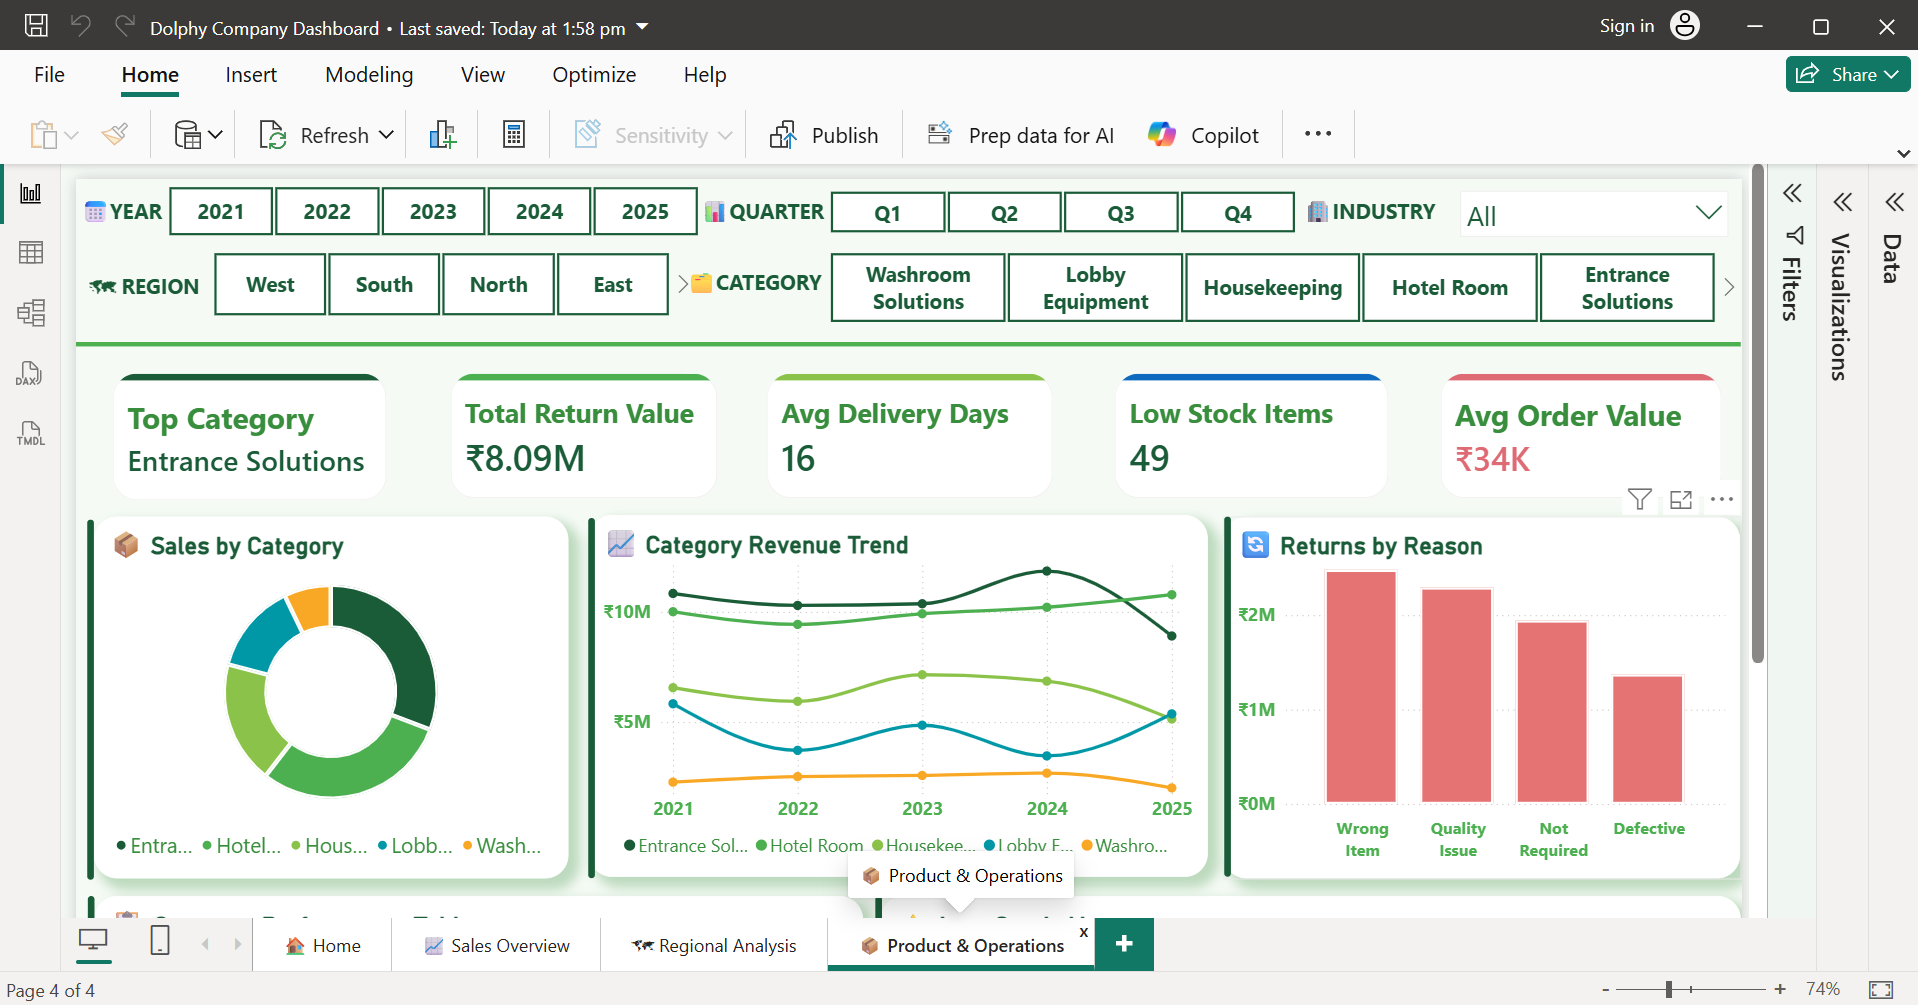 Dolphy Company Dashboard • Last saved: Today at 1:58 pm
Sign in
File Home Insert Modeling View Optimize Help
Share
Refresh
Sensitivity
Publish
Prep data for AI
Copilot
YEAR 2021 2022 2023 2024 2025
QUARTER Q1 Q2 Q3 Q4
INDUSTRY All
REGION West South North East
CATEGORY
Washroom
Solutions
Lobby
Equipment
Housekeeping
Hotel Room
Entrance
Solutions
Filters
Visualizations
Data
DAX
TMDL
Top Category
Entrance Solutions
Total Return Value
₹8.09M
Avg Delivery Days
16
Low Stock Items
49
Avg Order Value
₹34K
Sales by Category
Entra... Hotel... Hous... Lobb... Wash...
Category Revenue Trend
₹10M
₹5M
2021 2022 2023 2024 2025
Entrance Sol... Hotel Room Housekee... Lobby E... Washro...
Returns by Reason
₹2M
₹1M
₹0M
Wrong
Item
Quality
Issue
Not
Required
Defective
Product & Operations
Home
Sales Overview
Regional Analysis
Product & Operations
x
+
Page 4 of 4
- + 74%